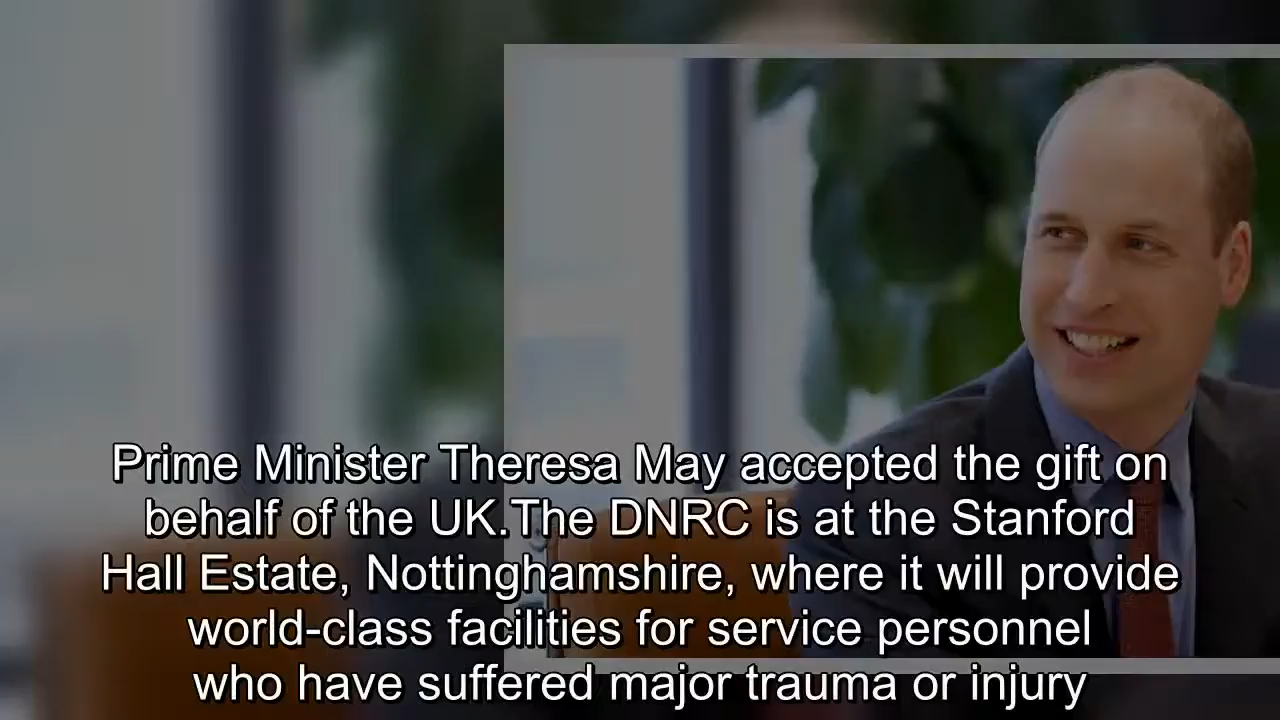 Prime Minister Theresa May accepted the gift on
behalf of the UK.The DNRC is at the Stanford
Hall Estate, Nottinghamshire, where it will provide
world-class facilities for service personnel
who have suffered major trauma or injury